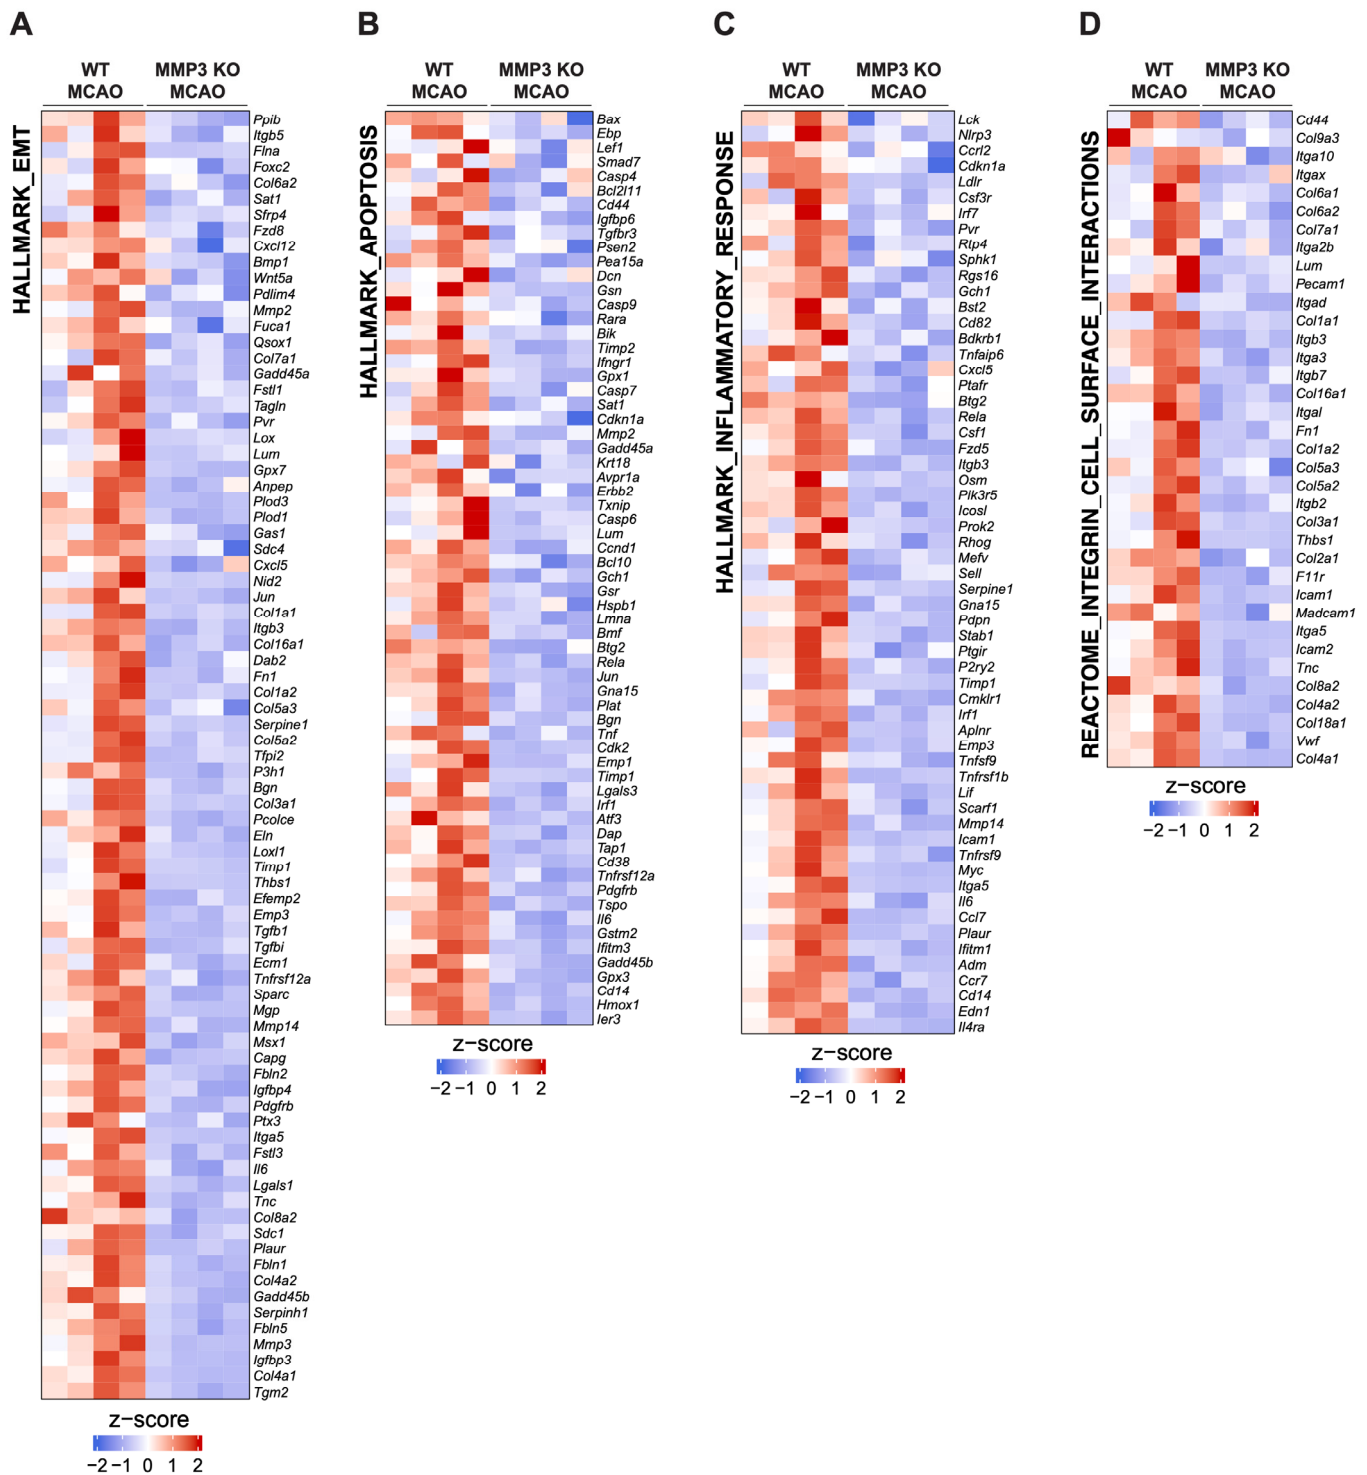 A
WT
MCAO
MMP3 KO
MCAO
HALLMARK_EMT
Ppib
Itgb5
Flna
Foxc2
Col6a2
Sat1
Sfrp4
Fzd8
Cxcl12
Bmp1
Wnt5a
Pdlim4
Mmp2
Fuca1
Qsox1
Col7a1
Gadd45a
Fstl1
Tagln
Pvr
Lox
Lum
Gpx7
Anpep
Plod3
Plod1
Gas1
Sdc4
Cxcl5
Nid2
Jun
Col1a1
Itgb3
Col16a1
Dab2
Fn1
Col1a2
Col5a3
Serpine1
Col5a2
Tfpi2
P3h1
Bgn
Col3a1
Pcolce
Eln
Loxl1
Timp1
Thbs1
Efemp2
Emp3
Tgfb1
Tgfbi
Ecm1
Tnfrsf12a
Sparc
Mgp
Mmp14
Msx1
Capg
Fbln2
Igfbp4
Pdgfrb
Ptx3
Itga5
Fstl3
Il6
Lgals1
Tnc
Col8a2
Sdc1
Plaur
Fbln1
Col4a2
Gadd45b
Serpinh1
Fbln5
Mmp3
Igfbp3
Col4a1
Tgm2
z−score
−2 −1 0 1 2
B
WT
MCAO
MMP3 KO
MCAO
HALLMARK_APOPTOSIS
Bax
Ebp
Lef1
Smad7
Casp4
Bcl2l11
Cd44
Igfbp6
Tgfbr3
Psen2
Pea15a
Dcn
Gsn
Casp9
Rara
Bik
Timp2
Ifngr1
Gpx1
Casp7
Sat1
Cdkn1a
Mmp2
Gadd45a
Krt18
Avpr1a
Erbb2
Txnip
Casp6
Lum
Ccnd1
Bcl10
Gch1
Gsr
Hspb1
Lmna
Bmf
Btg2
Rela
Jun
Gna15
Plat
Bgn
Tnf
Cdk2
Emp1
Timp1
Lgals3
Irf1
Atf3
Dap
Tap1
Cd38
Tnfrsf12a
Pdgfrb
Tspo
Il6
Gstm2
Ifitm3
Gadd45b
Gpx3
Cd14
Hmox1
Ier3
z−score
−2 −1 0 1 2
C
WT
MCAO
MMP3 KO
MCAO
HALLMARK_INFLAMMATORY_RESPONSE
Lck
Nlrp3
Ccrl2
Cdkn1a
Ldlr
Csf3r
Irf7
Pvr
Rtp4
Sphk1
Rgs16
Gch1
Bst2
Cd82
Bdkrb1
Tnfaip6
Cxcl5
Ptafr
Btg2
Rela
Csf1
Fzd5
Itgb3
Osm
Pik3r5
Icosl
Prok2
Rhog
Mefv
Sell
Serpine1
Gna15
Pdpn
Stab1
Ptgir
P2ry2
Timp1
Cmklr1
Irf1
Aplnr
Emp3
Tnfsf9
Tnfrsf1b
Lif
Scarf1
Mmp14
Icam1
Tnfrsf9
Myc
Itga5
Il6
Ccl7
Plaur
Ifitm1
Adm
Ccr7
Cd14
Edn1
Il4ra
z−score
−2 −1 0 1 2
D
WT
MCAO
MMP3 KO
MCAO
REACTOME_INTEGRIN_CELL_SURFACE_INTERACTIONS
Cd44
Col9a3
Itga10
Itgax
Col6a1
Col6a2
Col7a1
Itga2b
Lum
Pecam1
Itgad
Col1a1
Itgb3
Itga3
Itgb7
Col16a1
Itgal
Fn1
Col1a2
Col5a3
Col5a2
Itgb2
Col3a1
Thbs1
Col2a1
F11r
Icam1
Madcam1
Itga5
Icam2
Tnc
Col8a2
Col4a2
Col18a1
Vwf
Col4a1
z−score
−2 −1 0 1 2